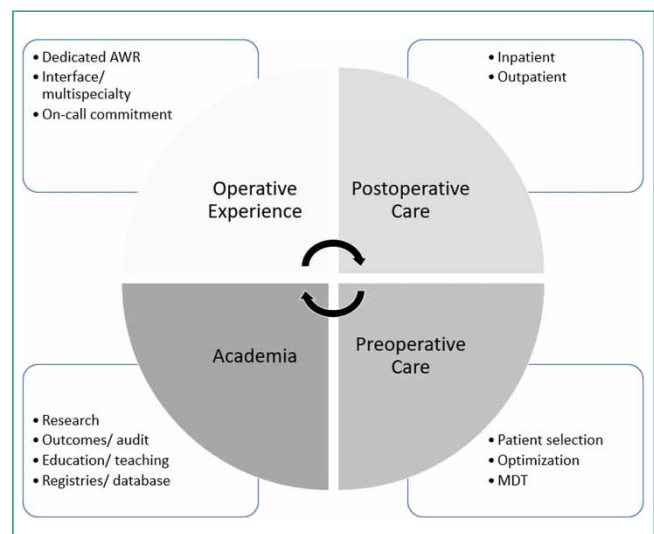 • Dedicated AWR
• Interface/
multispecialty
• On-call commitment
• Inpatient
• Outpatient
Operative
Experience
Postoperative
Care
Academia
Preoperative
Care
• Research
• Outcomes/ audit
• Education/ teaching
• Registries/ database
• Patient selection
• Optimization
• MDT